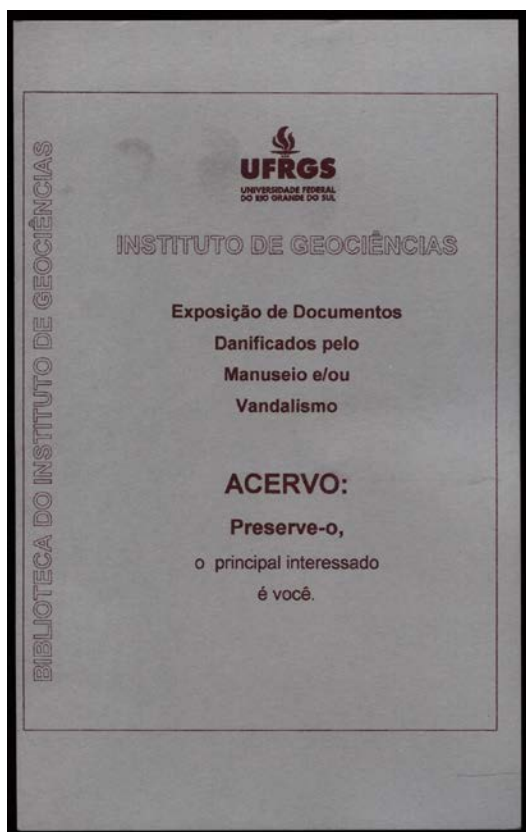 UFRGS
UNIVERSIDADE FEDERAL
DO RIO GRANDE DO SUL
INSTITUTO DE GEOCIÊNCIAS
BIBLIOTECA DO INSTITUTO DE GEOCIÊNCIAS
Exposição de Documentos
Danificados pelo
Manuseio e/ou
Vandalismo
ACERVO:
Preserve-o,
o principal interessado
é você.